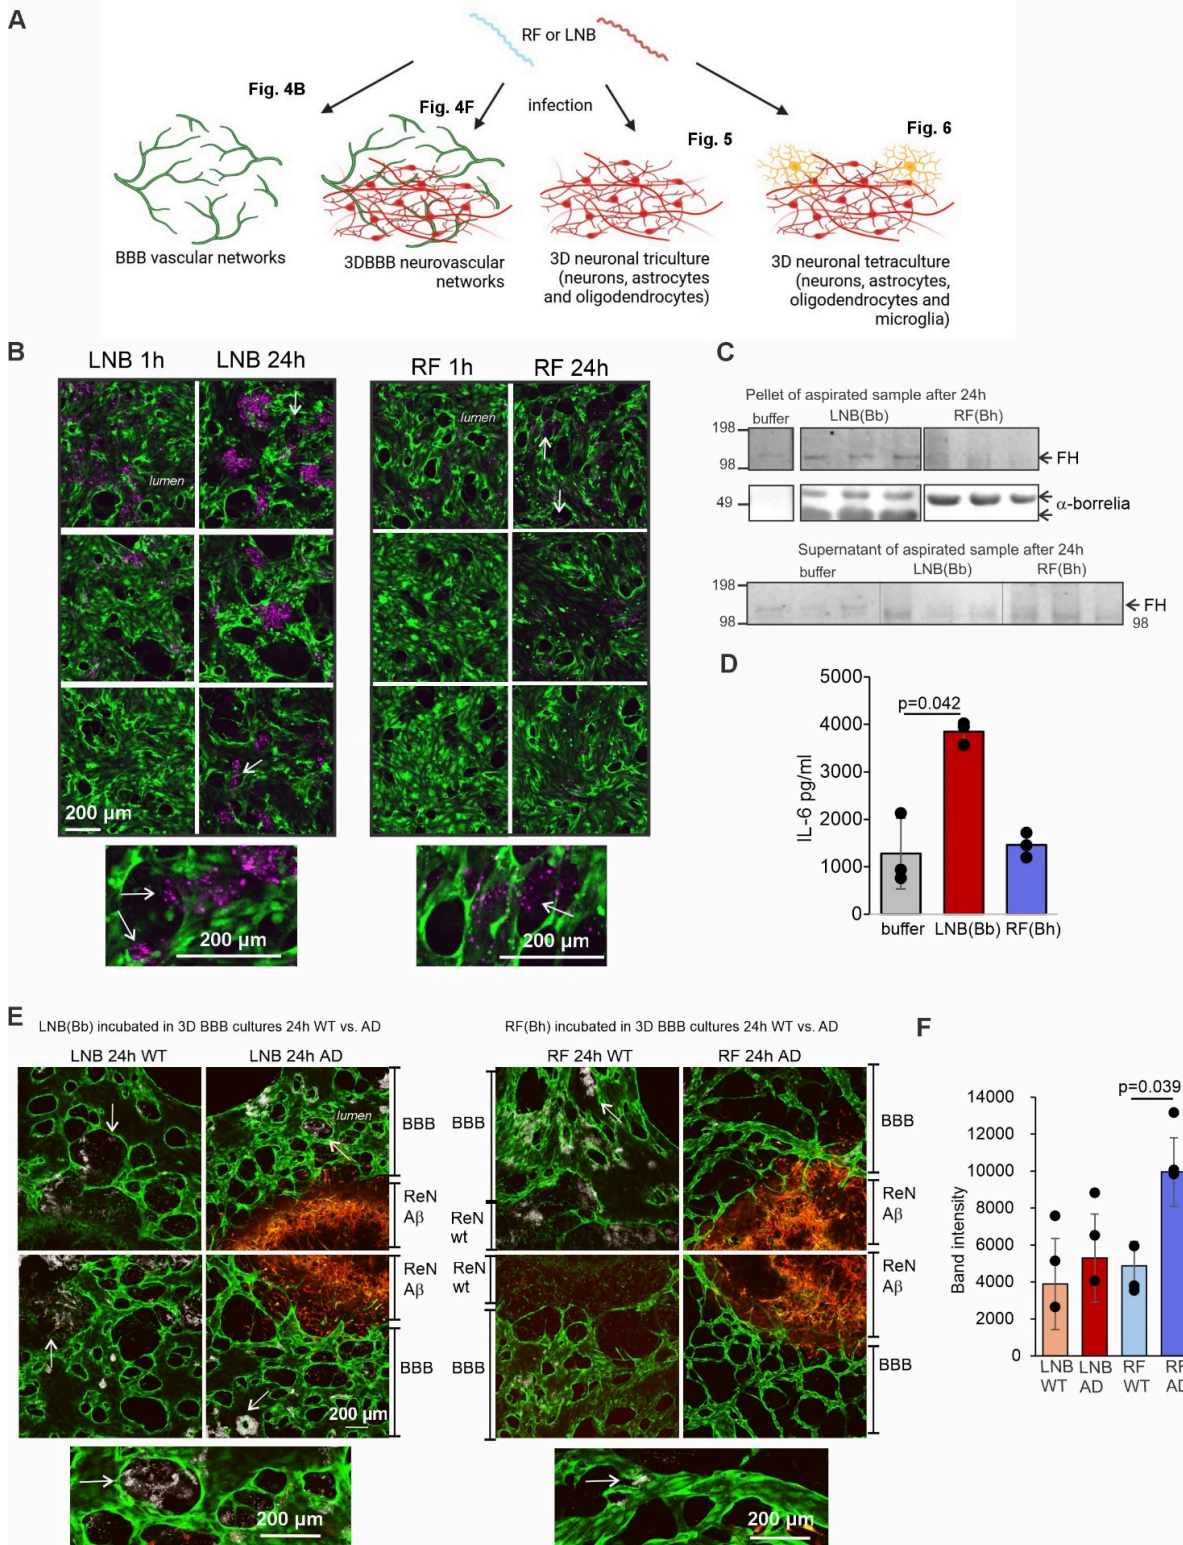 A
RF or LNB
infection
Fig. 4B
Fig. 4F
Fig. 5
Fig. 6
BBB vascular networks
3DBBB neurovascular
networks
3D neuronal triculture
(neurons, astrocytes
and oligodendrocytes)
3D neuronal tetraculture
(neurons, astrocytes,
oligodendrocytes and
microglia)
B
LNB 1h
LNB 24h
RF 1h
RF 24h
lumen
lumen
200 µm
200 µm
200 µm
C
Pellet of aspirated sample after 24h
buffer
LNB(Bb)
RF(Bh)
198
98
FH
49
α-borrelia
Supernatant of aspirated sample after 24h
buffer
LNB(Bb)
RF(Bh)
198
98
FH
98
D
5000
4000
3000
2000
1000
0
IL-6 pg/ml
p=0.042
buffer
LNB(Bb)
RF(Bh)
E
LNB(Bb) incubated in 3D BBB cultures 24h WT vs. AD
LNB 24h WT
LNB 24h AD
lumen
BBB
ReN
Aβ
ReN
Aβ
BBB
200 µm
200 µm
RF(Bh) incubated in 3D BBB cultures 24h WT vs. AD
RF 24h WT
RF 24h AD
BBB
ReN
wt
ReN
wt
BBB
BBB
ReN
Aβ
ReN
Aβ
BBB
200 µm
F
14000
12000
10000
8000
6000
4000
2000
0
Band intensity
p=0.039
LNB
WT
LNB
AD
RF
WT
RF
AD